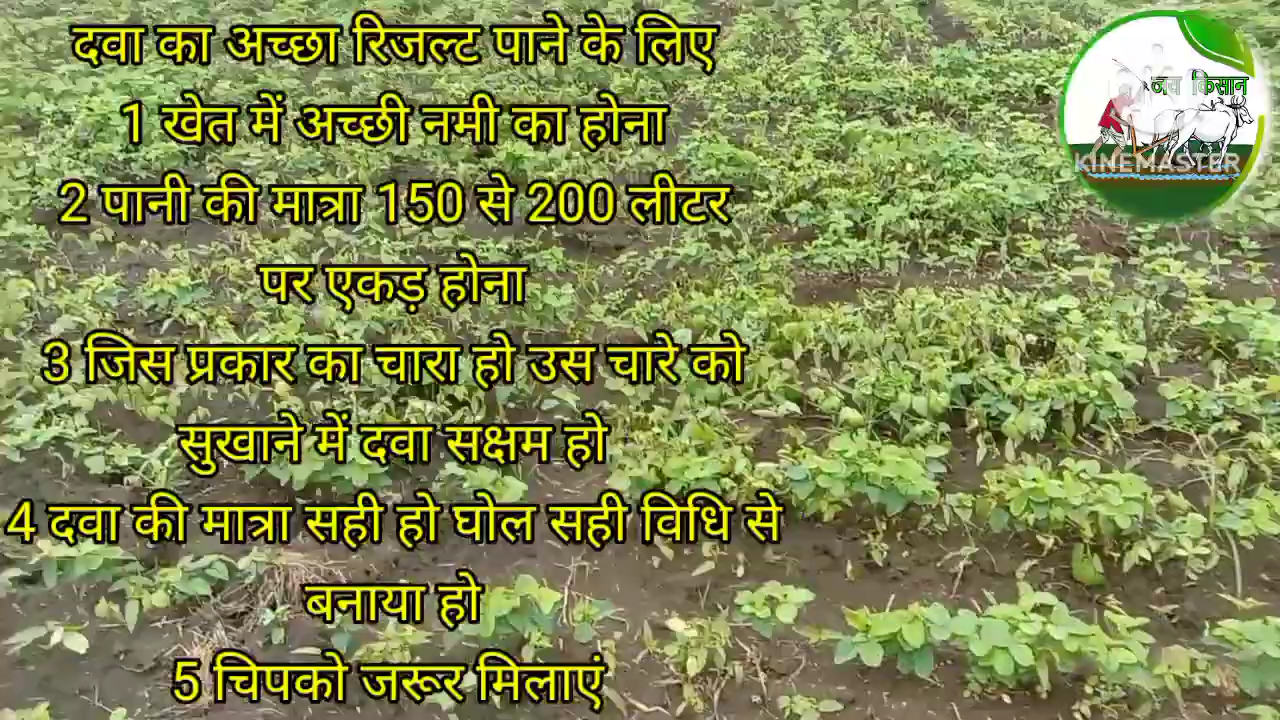 दवा का अच्छा रिजल्ट पाने के लिए
1 खेत में अच्छी नमी का होना
2 पानी की मात्रा 150 से 200 लीटर
पर एकड़ होना
3 जिस प्रकार का चारा हो उस चारे को
सुखाने में दवा सक्षम हो
4 दवा की मात्रा सही हो घोल सही विधि से
बनाया हो
5 चिपको जरूर मिलाएं
जय किसान
KINEMASTER